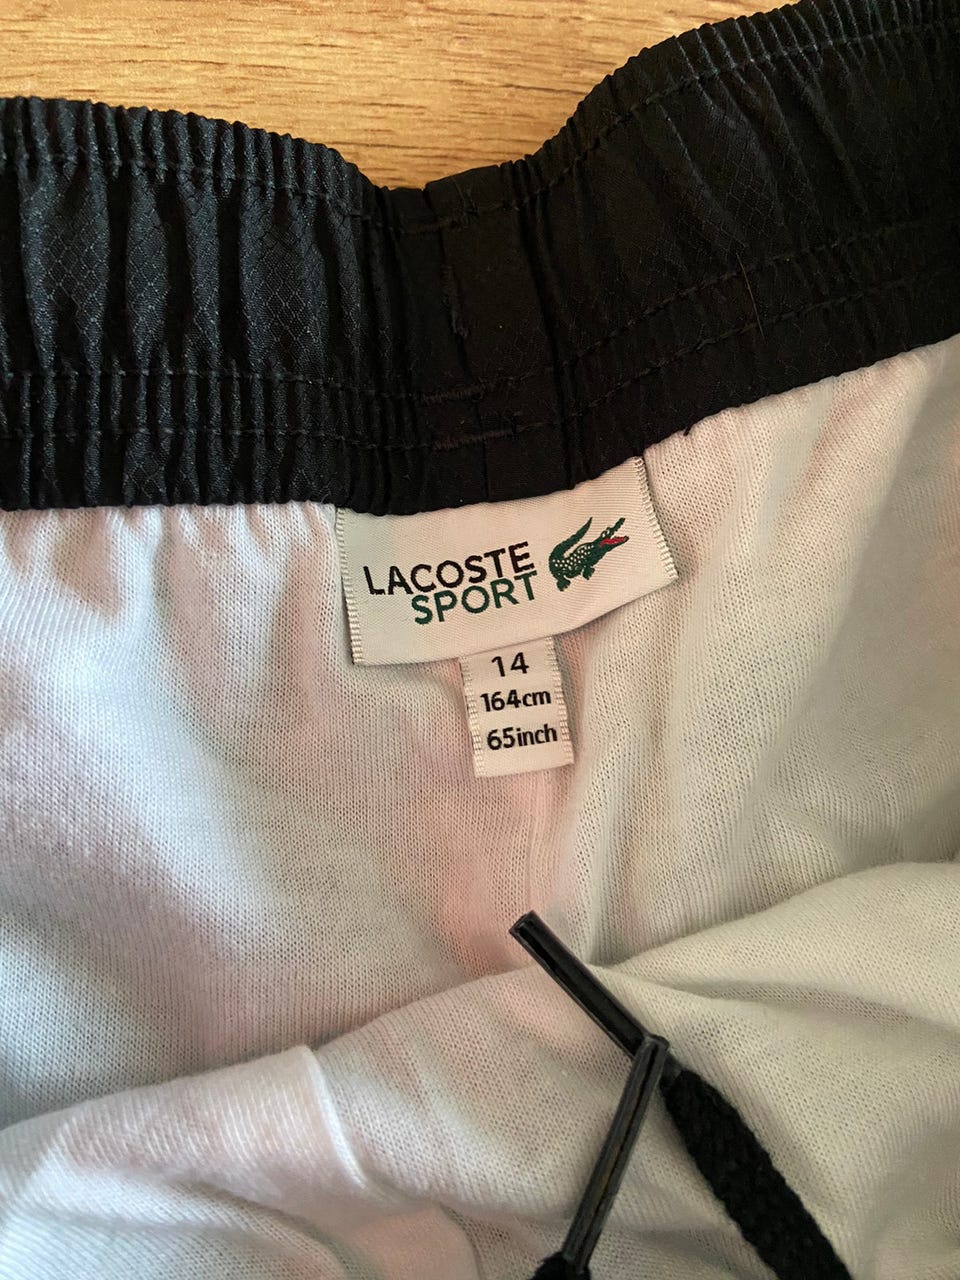 LACOSTE
SPORT
14
164cm
65inch